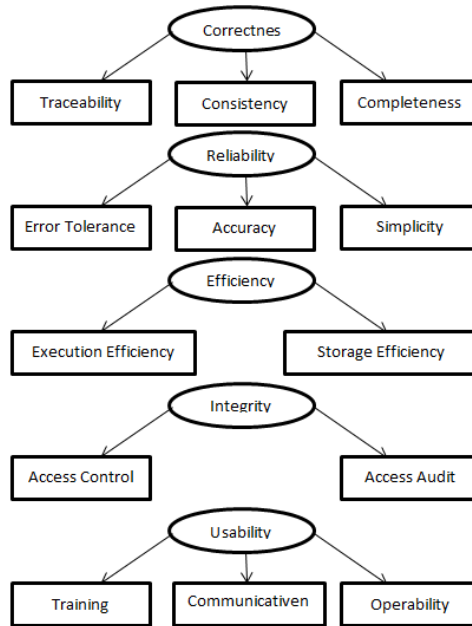 Correctnes
Traceability
Consistency
Completeness
Reliability
Error Tolerance
Accuracy
Simplicity
Efficiency
Execution Efficiency
Storage Efficiency
Integrity
Access Control
Access Audit
Usability
Training
Communicativen
Operability